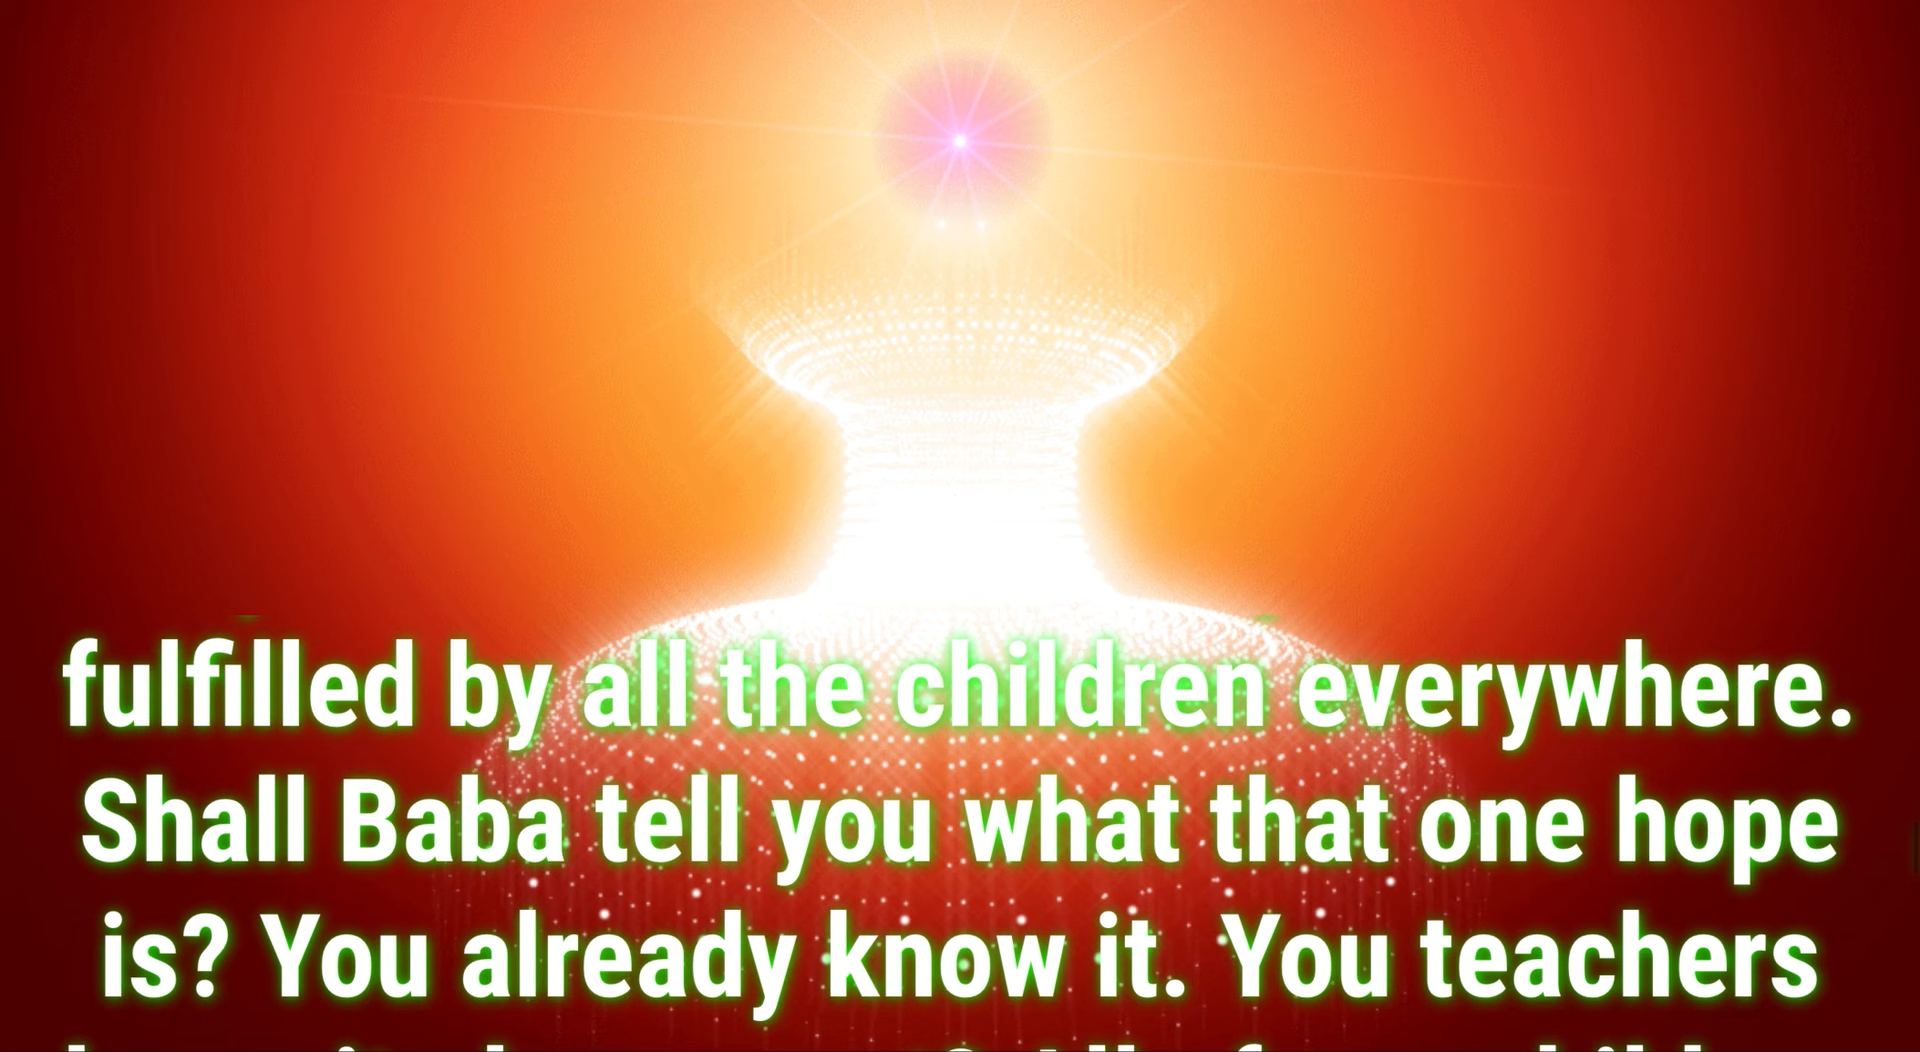 fulfilled by all the children everywhere.
Shall Baba tell you what that one hope
is? You already know it. You teachers